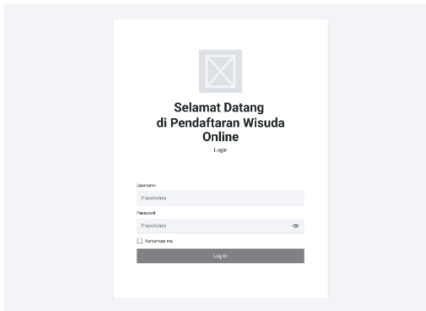 Selamat Datang
di Pendaftaran Wisuda
Online
Login
Username
Placeholder
Password
Placeholder
Remember me
Log In